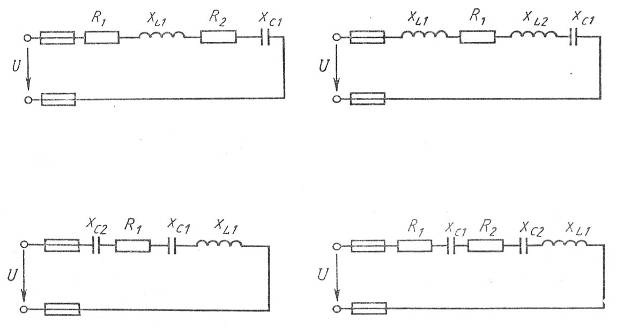 R1 XL1 R2 XC1
U
XL1 R1 XL2 XC1
U
XC2 R1 XC1 XL1
U
R1 XC1 R2 XC2 XL1
U